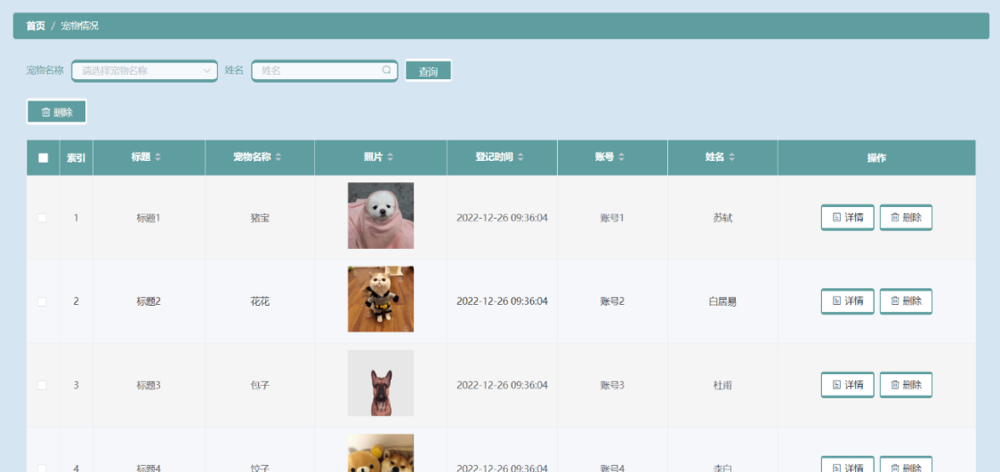 首页 / 宠物情况
宠物名称 请选择宠物名称 姓名 姓名 查询
删除
索引 标题 宠物名称 照片 登记时间 账号 姓名 操作
1 标题1 猪宝 2022-12-26 09:36:04 账号1 苏轼 详情 删除
2 标题2 花花 2022-12-26 09:36:04 账号2 白居易 详情 删除
3 标题3 包子 2022-12-26 09:36:04 账号3 杜甫 详情 删除
4 标题4 饺子 2022-12-26 09:36:04 账号4 李白 详情 删除